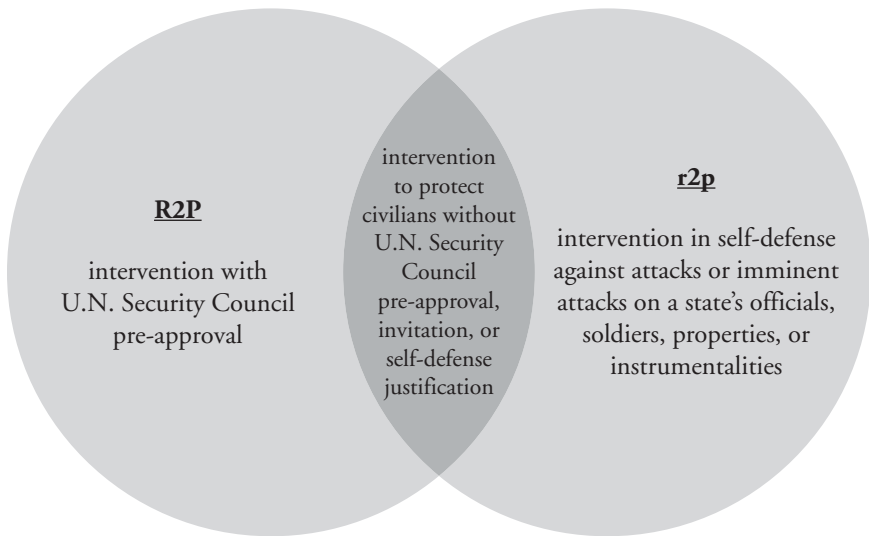 R2P
intervention with
U.N. Security Council
pre-approval
intervention
to protect
civilians without
U.N. Security
Council
pre-approval,
invitation, or
self-defense
justification
r2p
intervention in self-defense
against attacks or imminent
attacks on a state’s officials,
soldiers, properties, or
instrumentalities